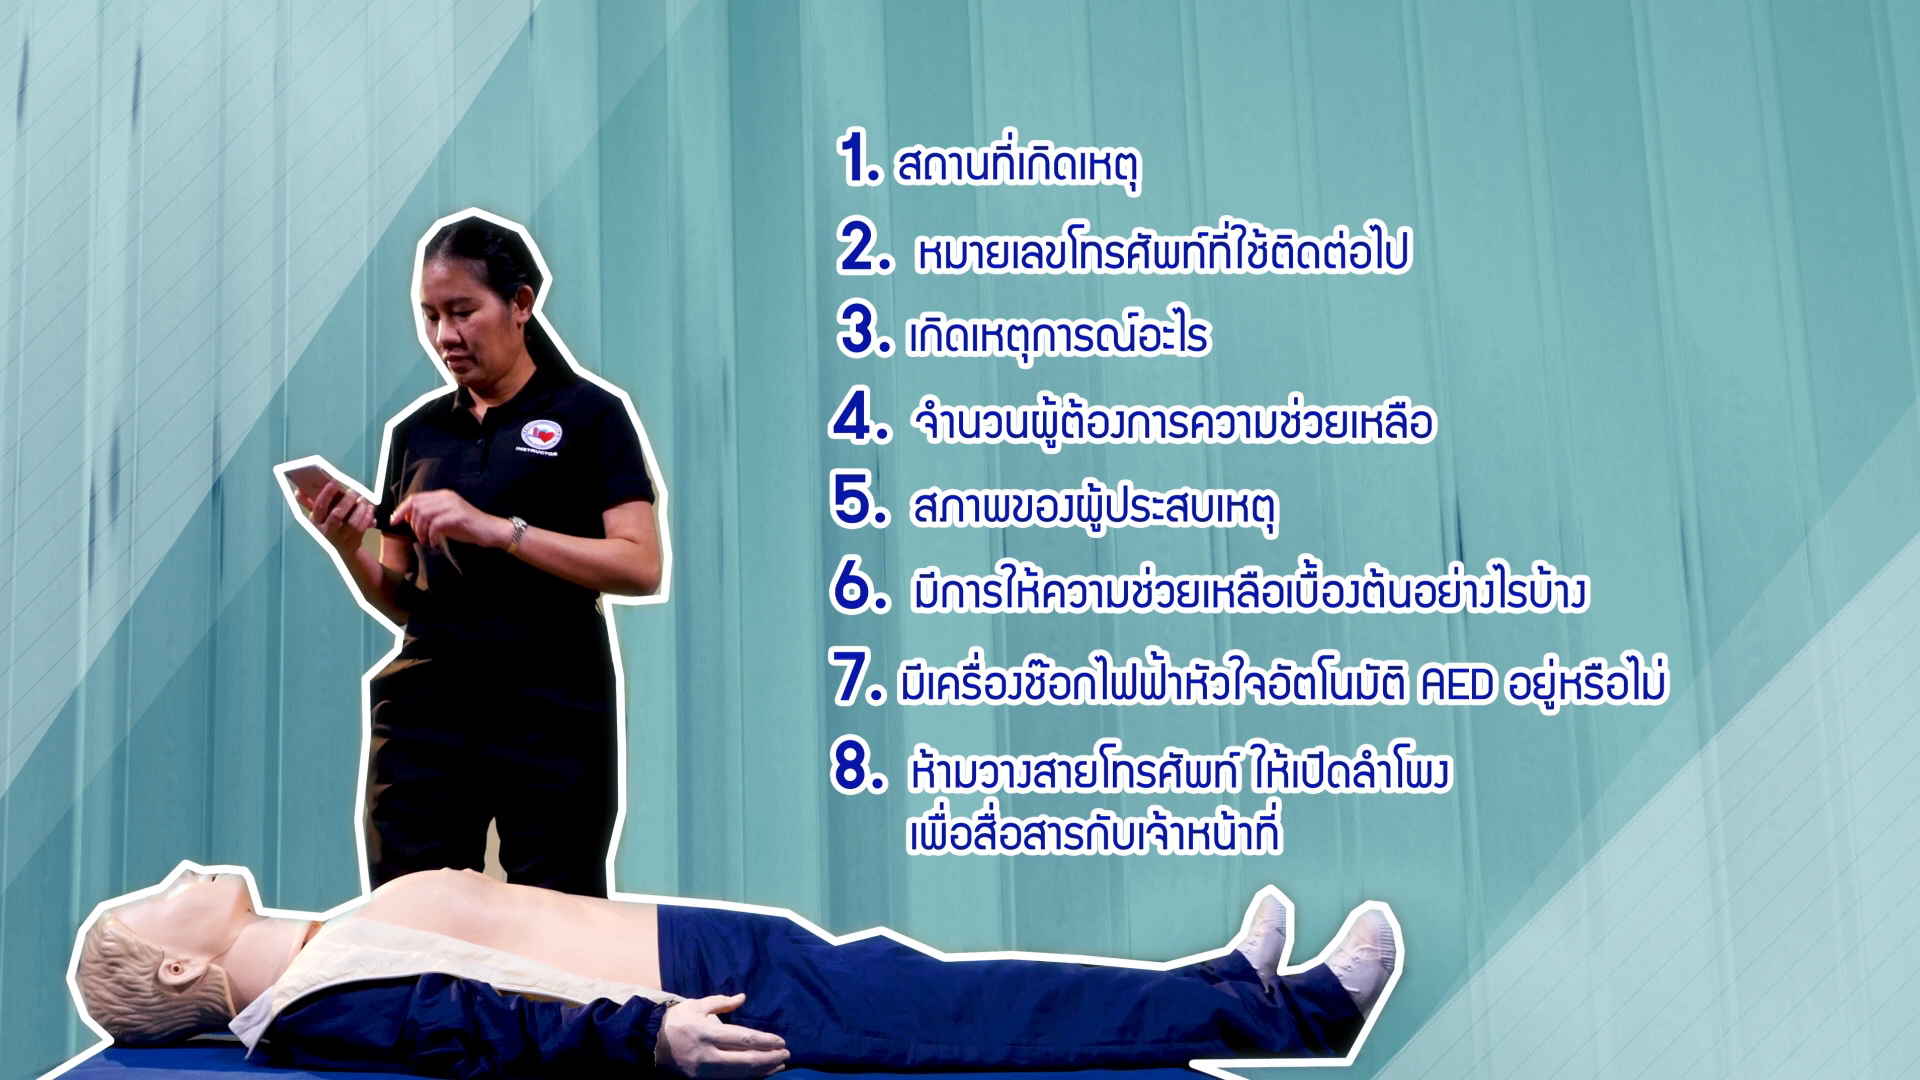 INSTRUCTOR
1. สถานที่เกิดเหตุ
2. หมายเลขโทรศัพท์ที่ใช้ติดต่อไป
3. เกิดเหตุการณ์อะไร
4. จำนวนผู้ต้องการความช่วยเหลือ
5. สภาพของผู้ประสบเหตุ
6. มีการให้ความช่วยเหลือเบื้องต้นอย่างไรบ้าง
7. มีเครื่องช๊อกไฟฟ้าหัวใจอัตโนมัติ AED อยู่หรือไม่
8. ห้ามวางสายโทรศัพท์ ให้เปิดลำโพง
เพื่อสื่อสารกับเจ้าหน้าที่